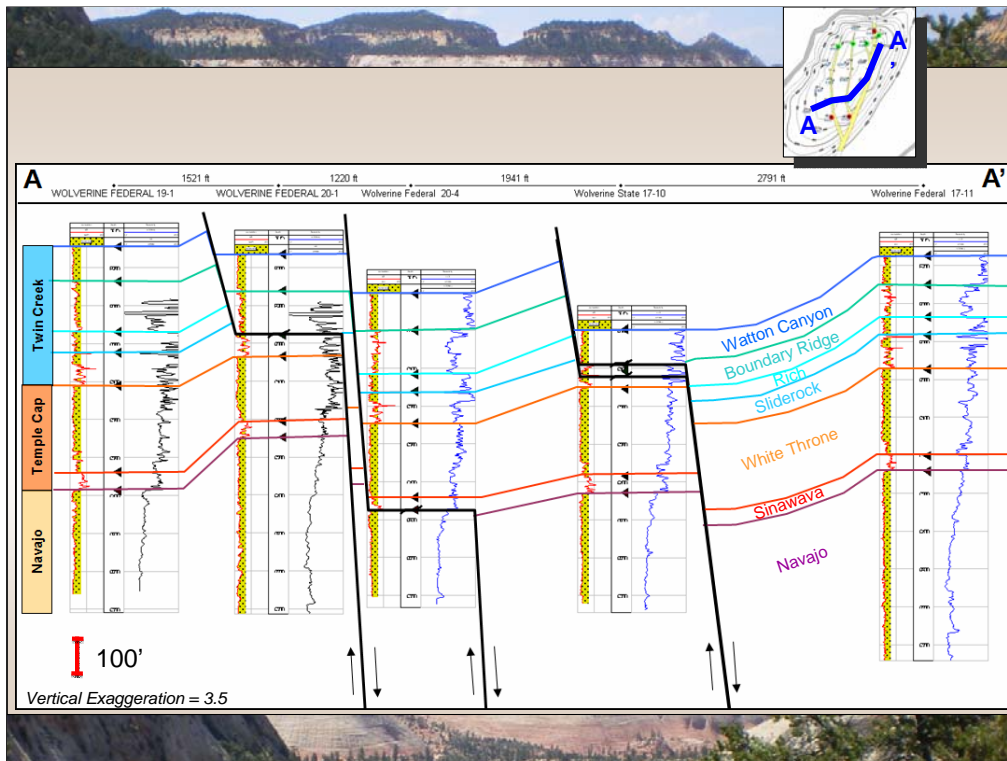 A
A
’
A
1521 ft
1220 ft
1941 ft
2791 ft
A'
WOLVERINE FEDERAL 19-1
WOLVERINE FEDERAL 20-1
Wolverine Federal 20-4
Wolverine State 17-10
Wolverine Federal 17-11
Twin Creek
Temple Cap
Navajo
Watton Canyon
Boundary Ridge
Rich
Sliderock
White Throne
Sinawava
Navajo
100’
Vertical Exaggeration = 3.5